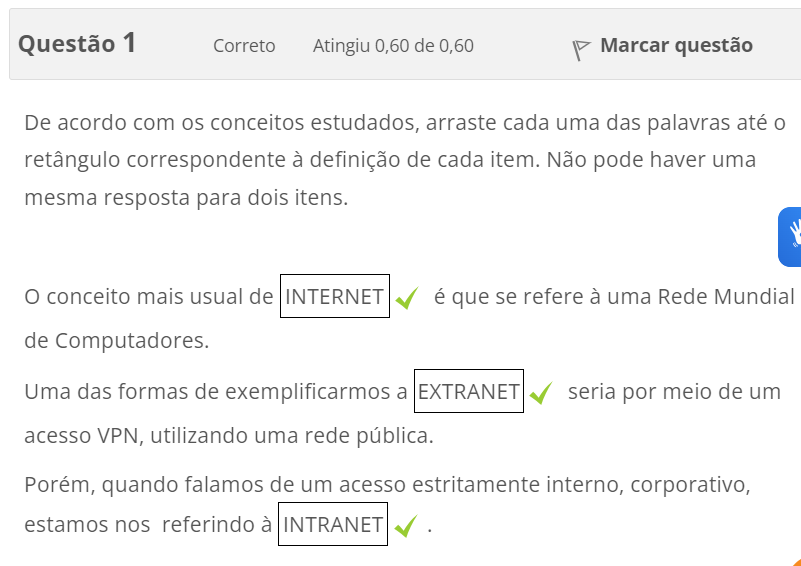 Questão 1 Correto Atingiu 0,60 de 0,60 Marcar questão
De acordo com os conceitos estudados, arraste cada uma das palavras até o
retângulo correspondente à definição de cada item. Não pode haver uma
mesma resposta para dois itens.
O conceito mais usual de INTERNET é que se refere à uma Rede Mundial
de Computadores.
Uma das formas de exemplificarmos a EXTRANET seria por meio de um
acesso VPN, utilizando uma rede pública.
Porém, quando falamos de um acesso estritamente interno, corporativo,
estamos nos referindo à INTRANET .